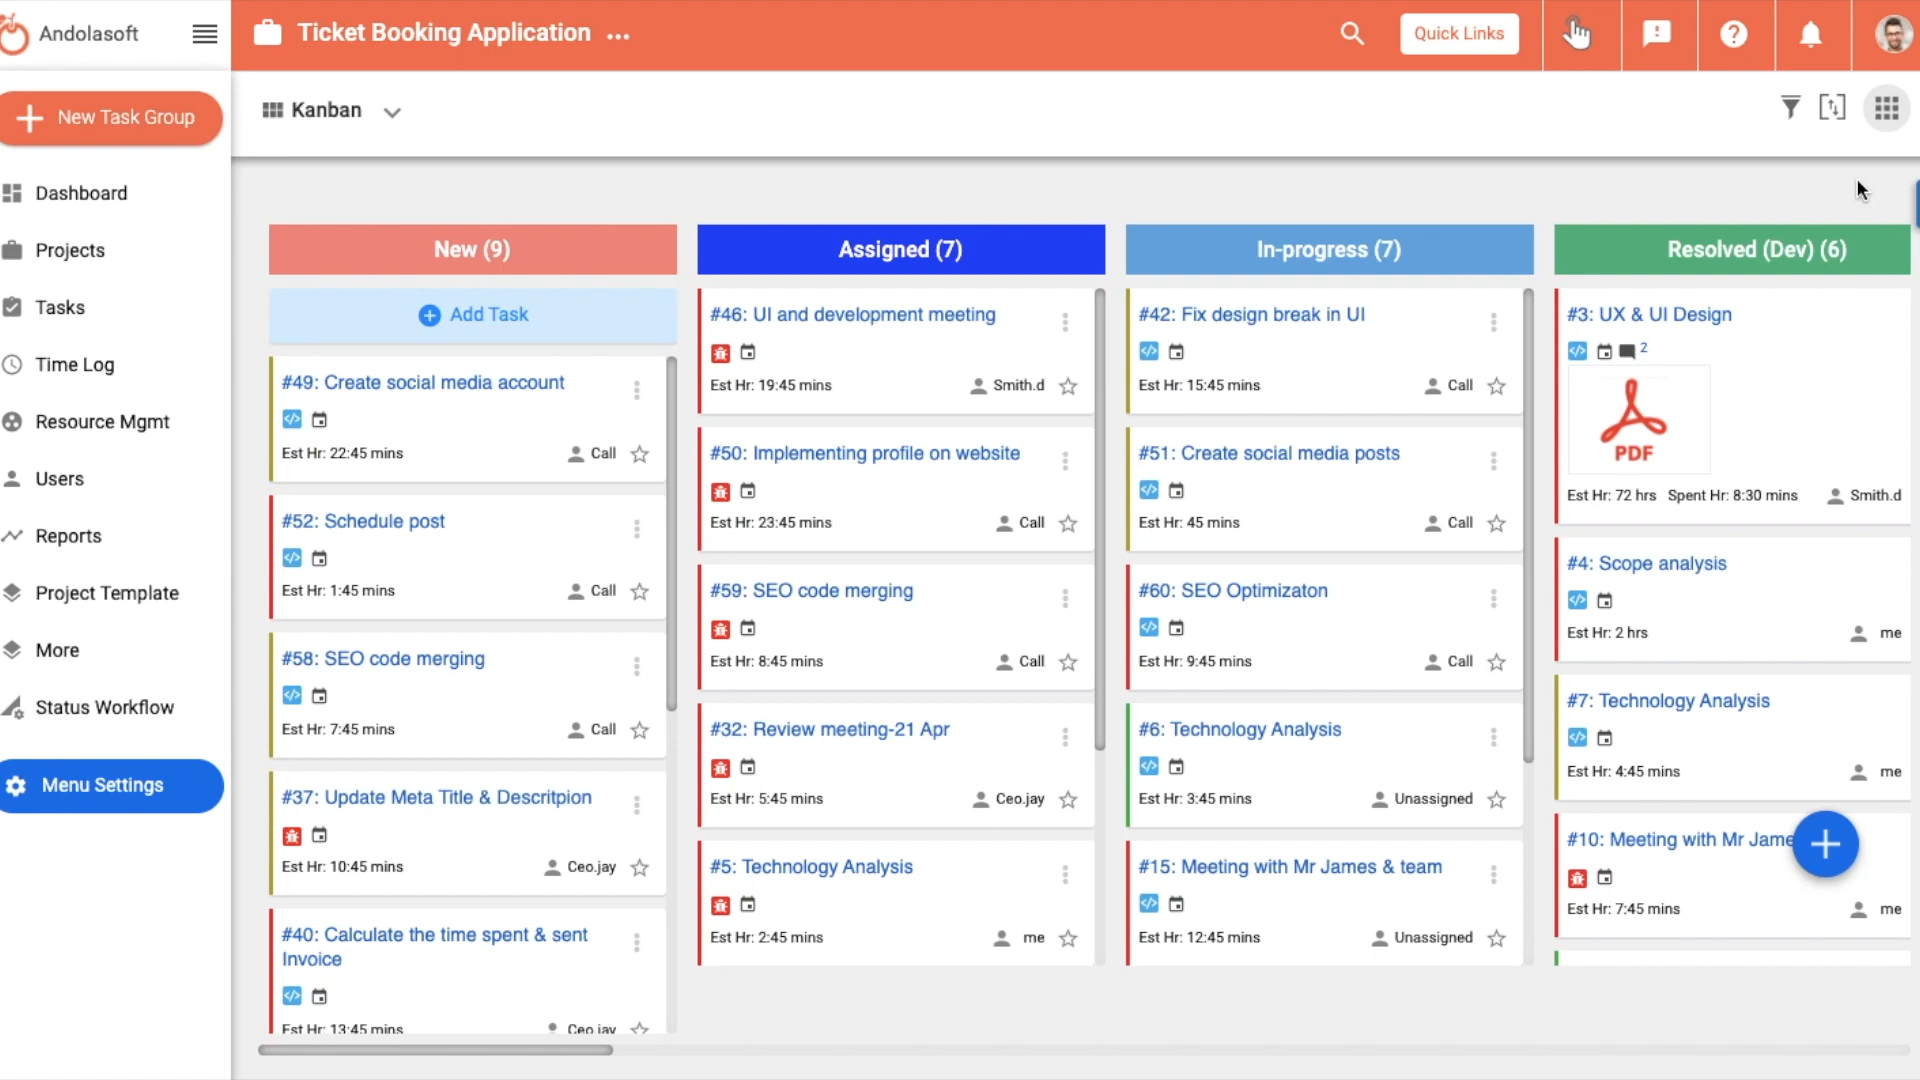 Andolasoft
Ticket Booking Application ...
Quick Links
New Task Group
Kanban
Dashboard
Projects
Tasks
Time Log
Resource Mgmt
Users
Reports
Project Template
More
Status Workflow
Menu Settings
New (9)
Add Task
#49: Create social media account
Est Hr: 22:45 mins Call
#52: Schedule post
Est Hr: 1:45 mins Call
#58: SEO code merging
Est Hr: 7:45 mins Call
#37: Update Meta Title & Descritpion
Est Hr: 10:45 mins Ceo.jay
#40: Calculate the time spent & sent
Invoice
Est Hr: 13:45 mins Ceo.jay
Assigned (7)
#46: UI and development meeting
Est Hr: 19:45 mins Smith.d
#50: Implementing profile on website
Est Hr: 23:45 mins Call
#59: SEO code merging
Est Hr: 8:45 mins Call
#32: Review meeting-21 Apr
Est Hr: 5:45 mins Ceo.jay
#5: Technology Analysis
Est Hr: 2:45 mins me
In-progress (7)
#42: Fix design break in UI
Est Hr: 15:45 mins Call
#51: Create social media posts
Est Hr: 45 mins Call
#60: SEO Optimizaton
Est Hr: 9:45 mins Call
#6: Technology Analysis
Est Hr: 3:45 mins Unassigned
#15: Meeting with Mr James & team
Est Hr: 12:45 mins Unassigned
Resolved (Dev) (6)
#3: UX & UI Design
2
PDF
Est Hr: 72 hrs Spent Hr: 8:30 mins Smith.d
#4: Scope analysis
Est Hr: 2 hrs me
#7: Technology Analysis
Est Hr: 4:45 mins me
#10: Meeting with Mr Jame
Est Hr: 7:45 mins me